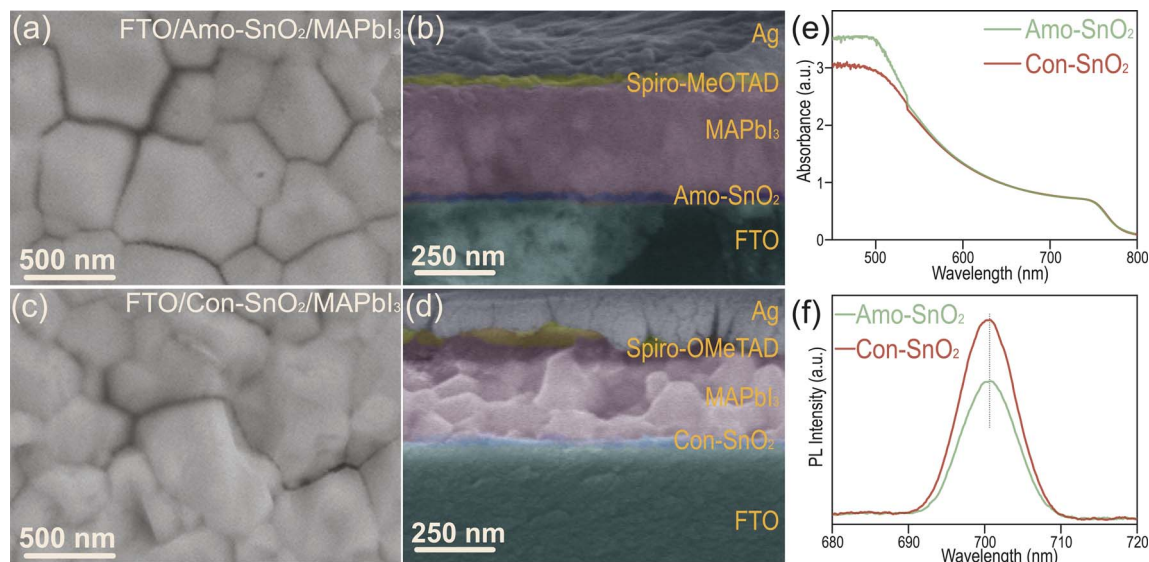 (a) FTO/Amo-SnO₂/MAPbI₃
500 nm
(b)
Ag
Spiro-MeOTAD
MAPbI₃
Amo-SnO₂
FTO
250 nm
(c) FTO/Con-SnO₂/MAPbI₃
500 nm
(d)
Ag
Spiro-OMeTAD
MAPbI₃
Con-SnO₂
FTO
250 nm
(e)
Amo-SnO₂
Con-SnO₂
Absorbance (a.u.)
3
2
1
0
500 600 700 800
Wavelength (nm)
(f)
Amo-SnO₂
Con-SnO₂
PL Intensity (a.u.)
680 690 700 710 720
Wavelength (nm)